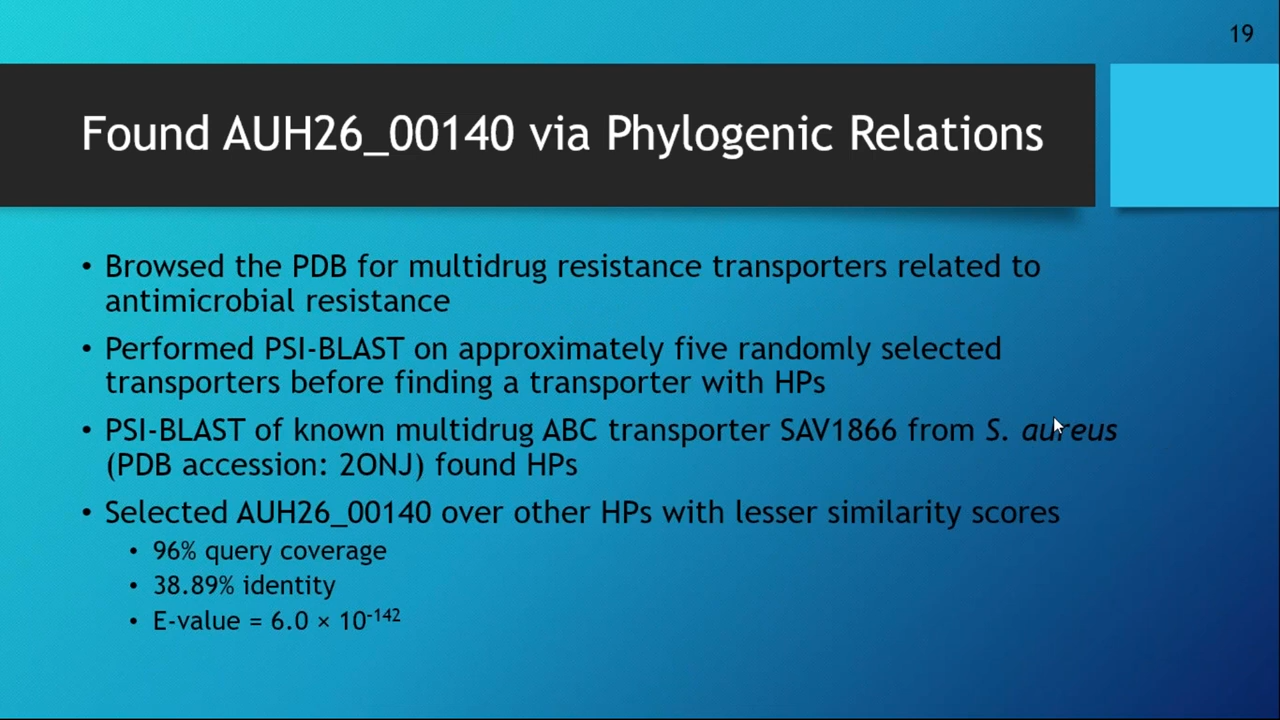 19
Found AUH26_00140 via Phylogenic Relations
• Browsed the PDB for multidrug resistance transporters related to
antimicrobial resistance
• Performed PSI-BLAST on approximately five randomly selected
transporters before finding a transporter with HPs
• PSI-BLAST of known multidrug ABC transporter SAV1866 from S. aureus
(PDB accession: 2ONJ) found HPs
• Selected AUH26_00140 over other HPs with lesser similarity scores
• 96% query coverage
• 38.89% identity
• E-value = 6.0 × 10⁻¹⁴²